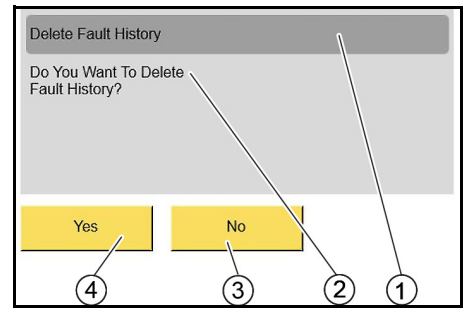 Delete Fault History
Do You Want To Delete
Fault History?
Yes
No
4
3
2
1